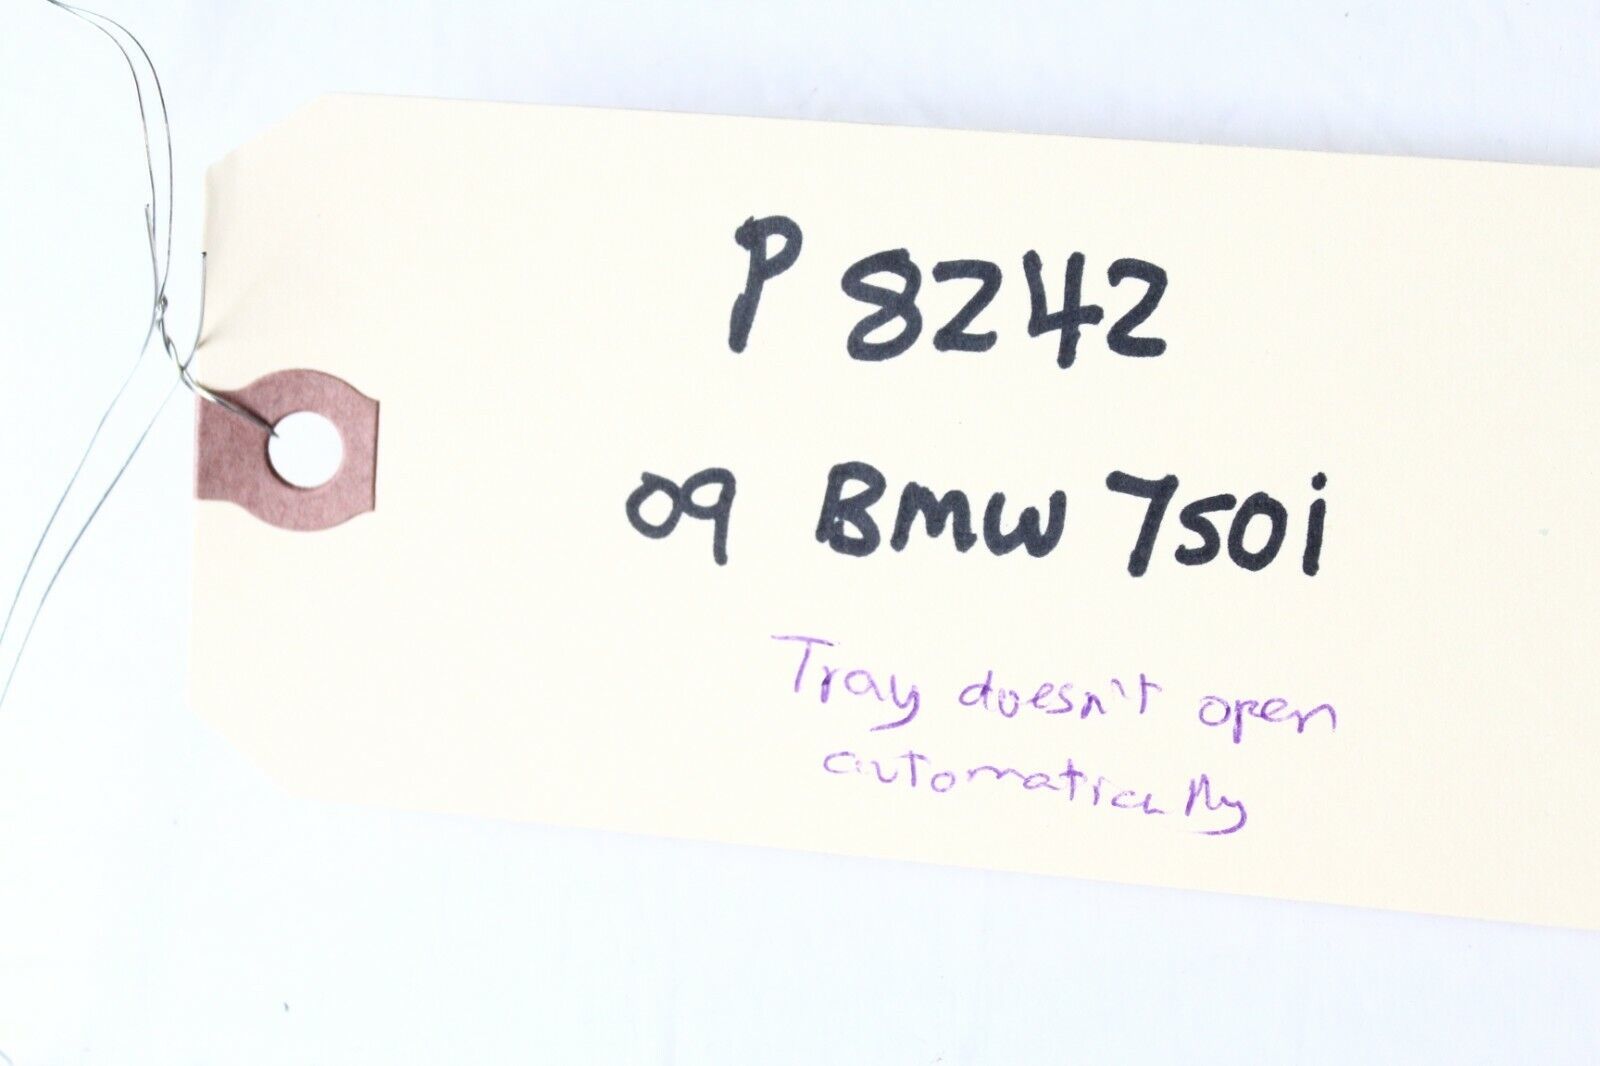 P 8242
09 BMW 750i
Tray doesn't open
automatically